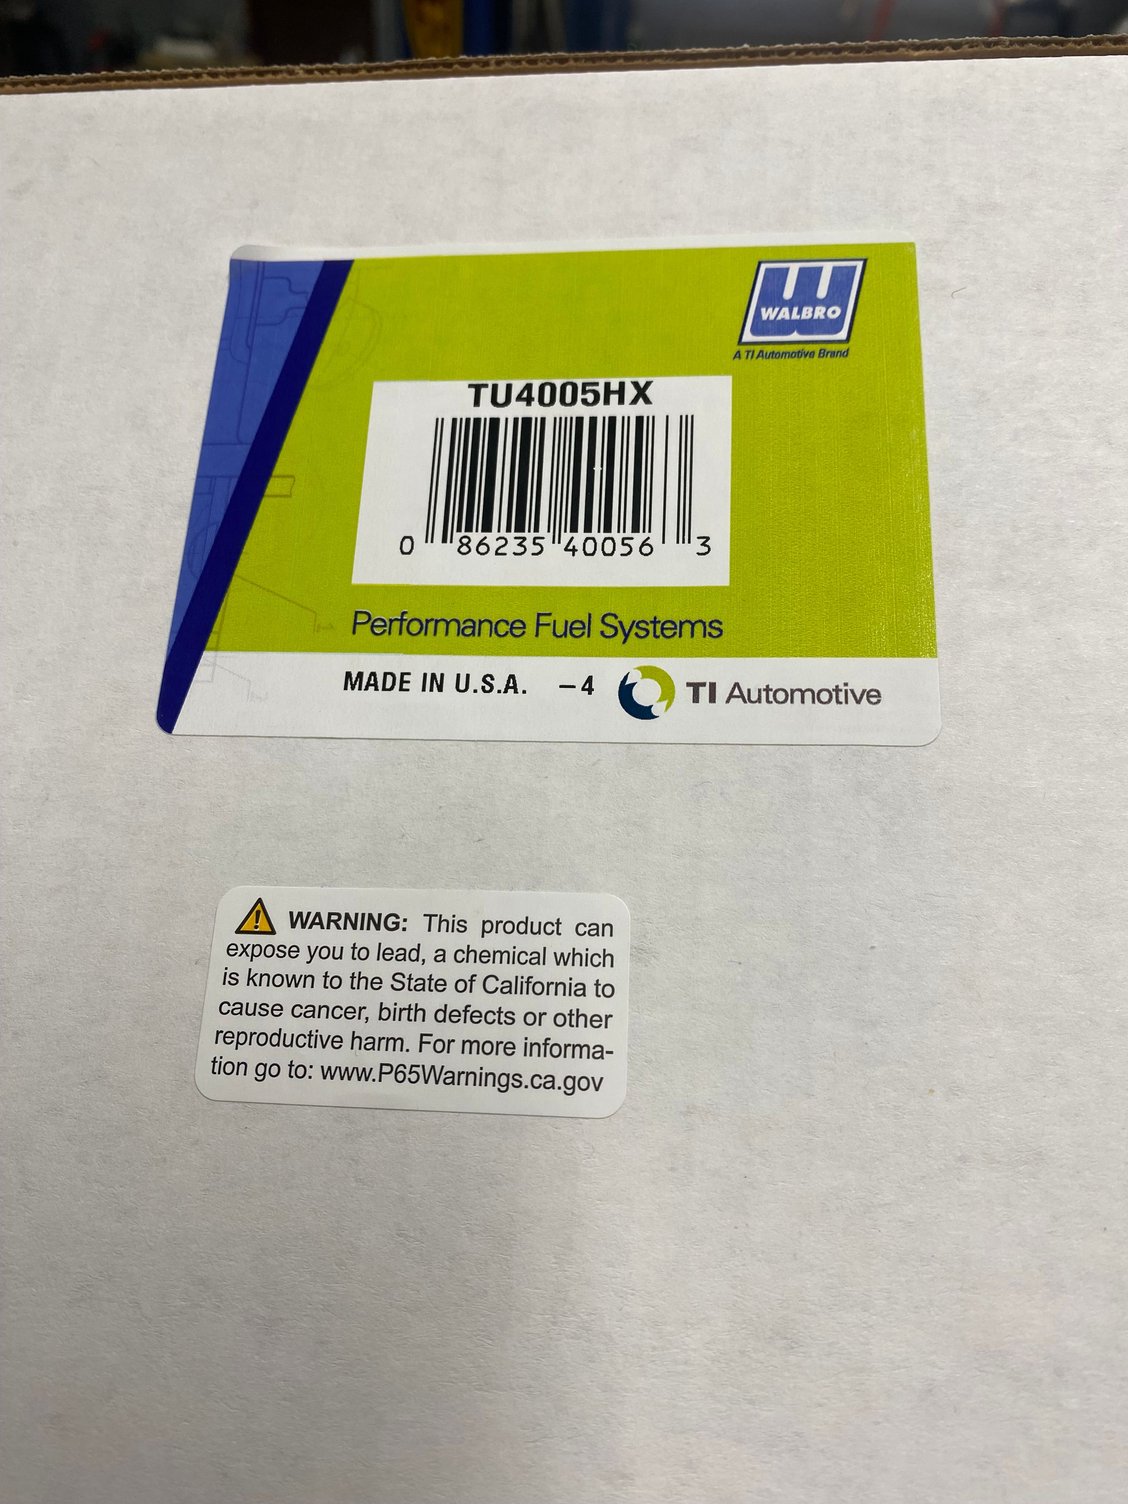 WALBRO
A TI Automotive Brand
TU4005HX
0 86235 40056 3
Performance Fuel Systems
MADE IN U.S.A. –4 TI Automotive
WARNING: This product can
expose you to lead, a chemical which
is known to the State of California to
cause cancer, birth defects or other
reproductive harm. For more informa-
tion go to: www.P65Warnings.ca.gov